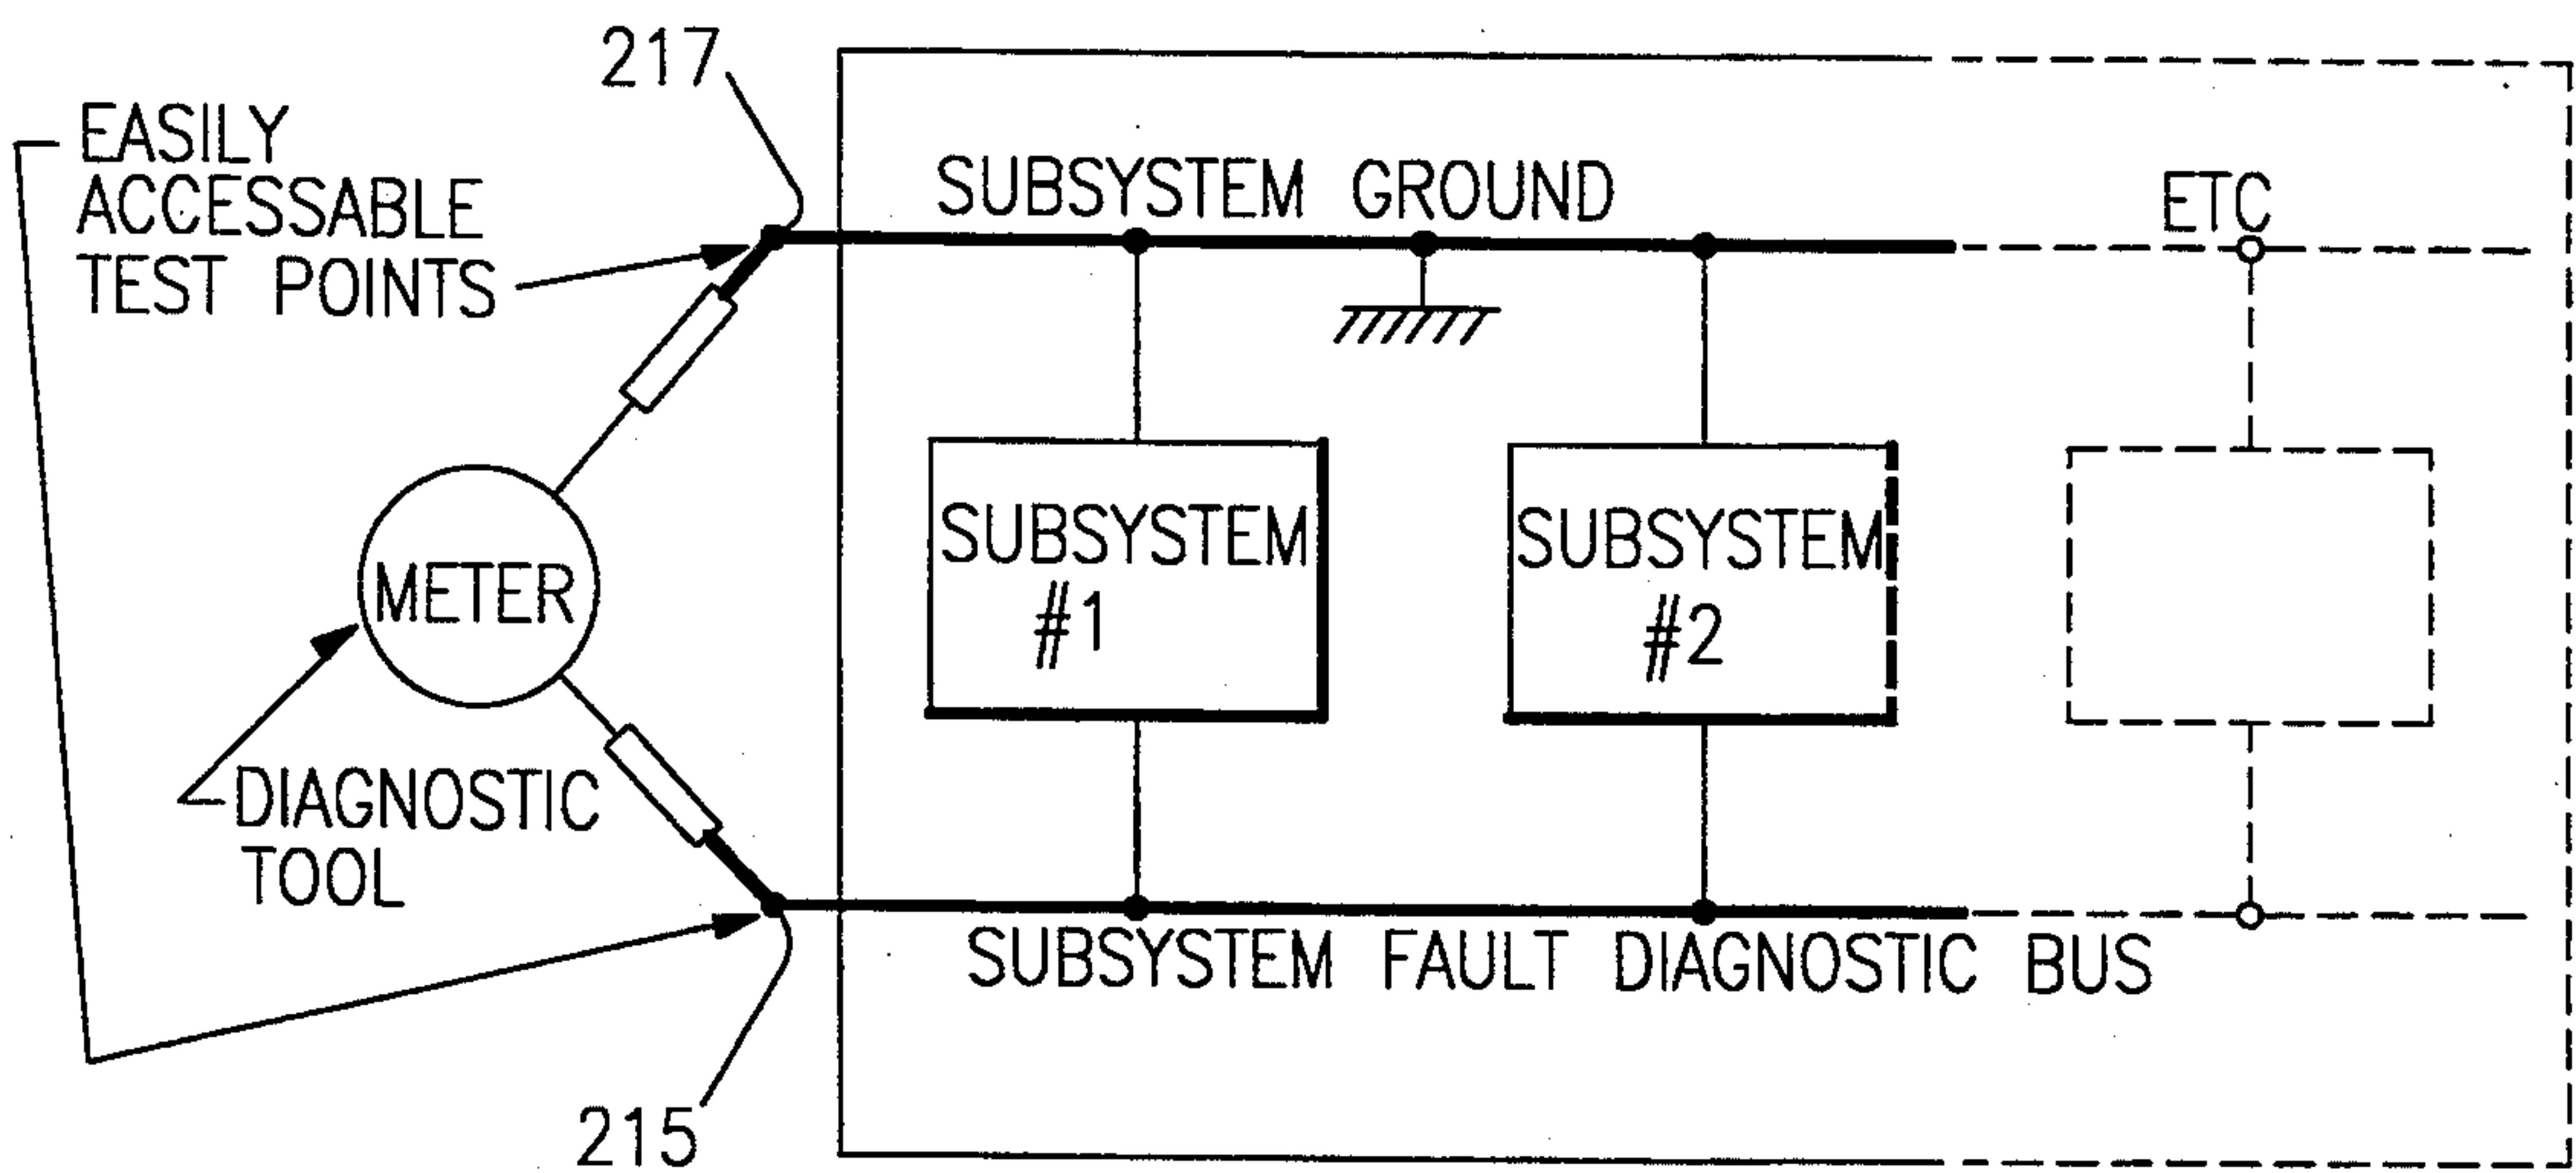 217
EASILY
ACCESSABLE
TEST POINTS
SUBSYSTEM GROUND
ETC
SUBSYSTEM
#1
SUBSYSTEM
#2
METER
DIAGNOSTIC
TOOL
SUBSYSTEM FAULT DIAGNOSTIC BUS
215